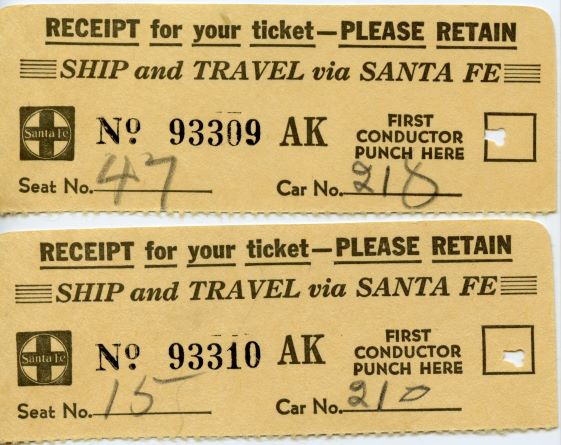 RECEIPT for your ticket—PLEASE RETAIN
SHIP and TRAVEL via SANTA FE
Santa Fe
Nº 93309 AK
FIRST
CONDUCTOR
PUNCH HERE
Seat No. 47 Car No. 218
RECEIPT for your ticket—PLEASE RETAIN
SHIP and TRAVEL via SANTA FE
Santa Fe
Nº 93310 AK
FIRST
CONDUCTOR
PUNCH HERE
Seat No. 15 Car No. 210